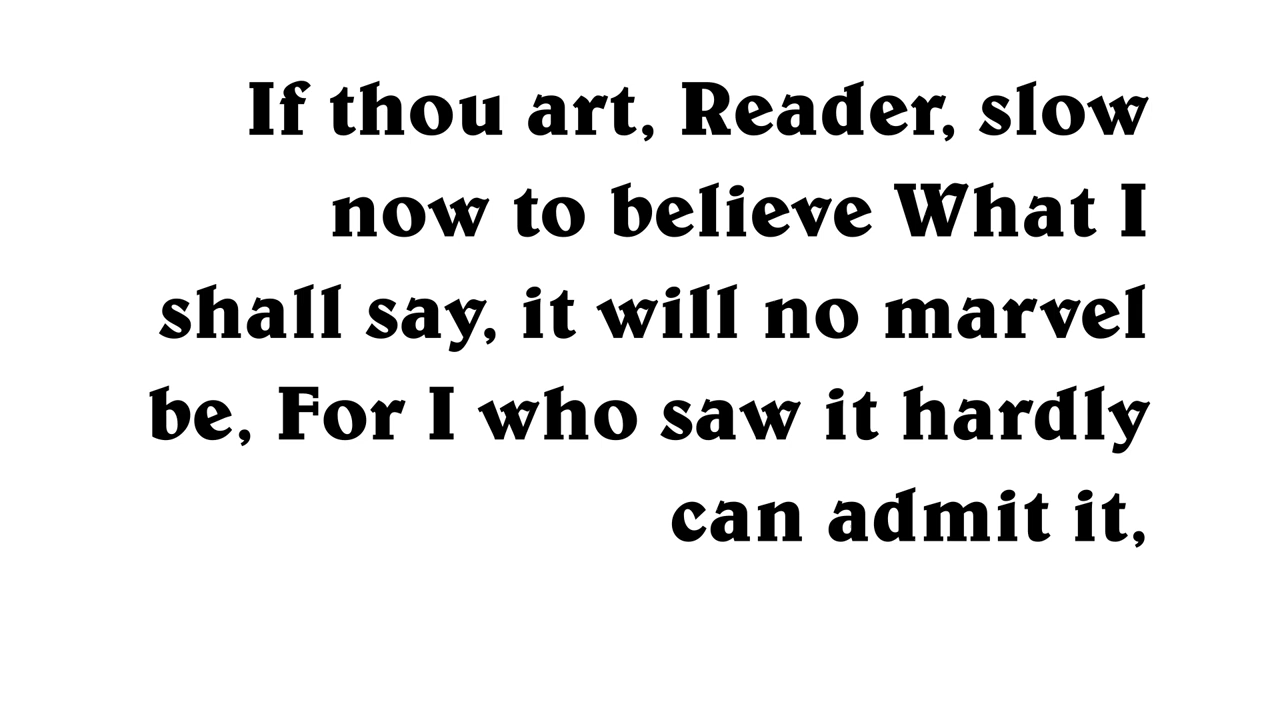 If thou art, Reader, slow
now to believe What I
shall say, it will no marvel
be, For I who saw it hardly
can admit it,